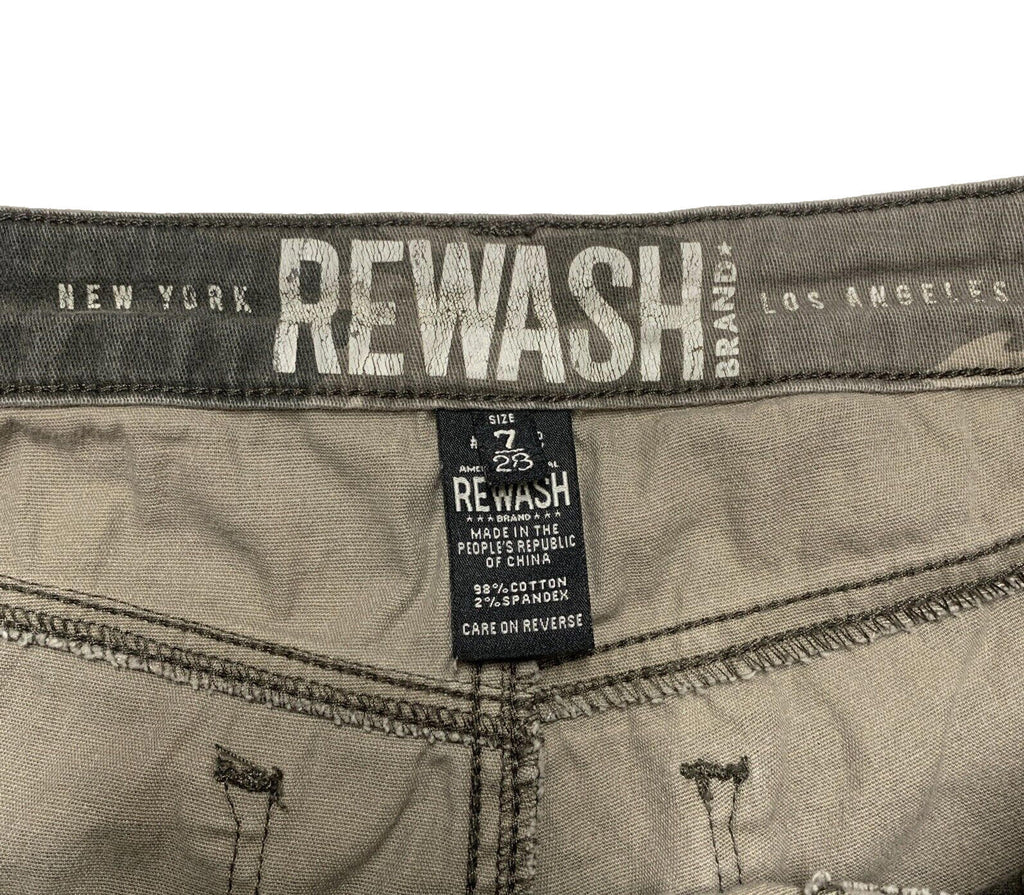 NEW YORK REWASH BRAND★ LOS ANGELES
SIZE
7
28
REWASH
★★★BRAND★★★
MADE IN THE
PEOPLE'S REPUBLIC
OF CHINA
98% COTTON
2% SPANDEX
CARE ON REVERSE